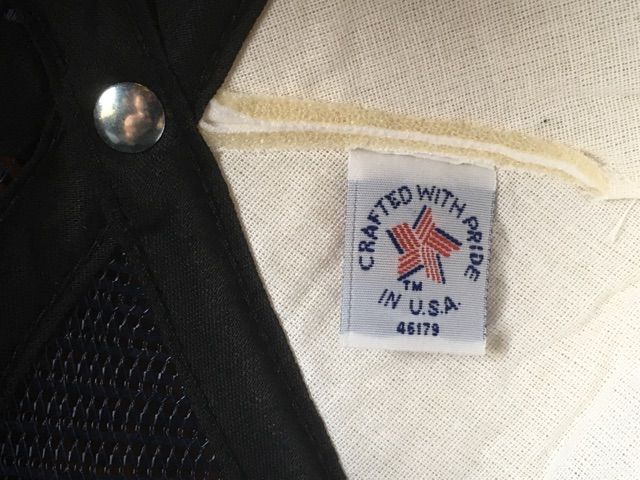 CRAFTED WITH PRIDE
TM
IN U.S.A.
46179